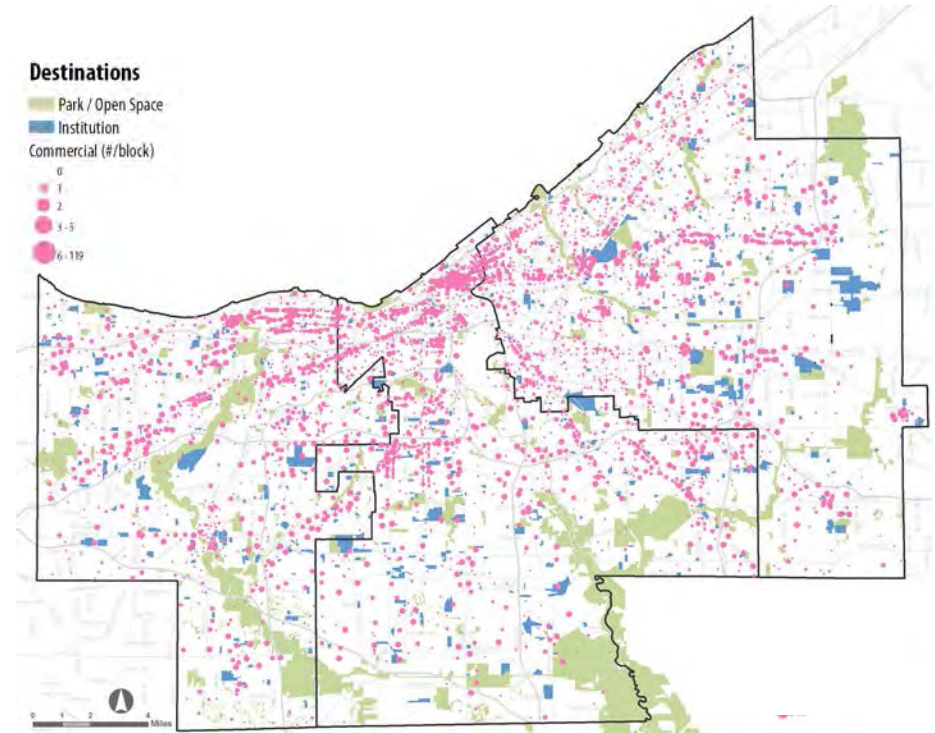 Destinations
Park / Open Space
Institution
Commercial (#/block)
0
1
2
3 - 5
6 - 119
0 1 2 4
Miles